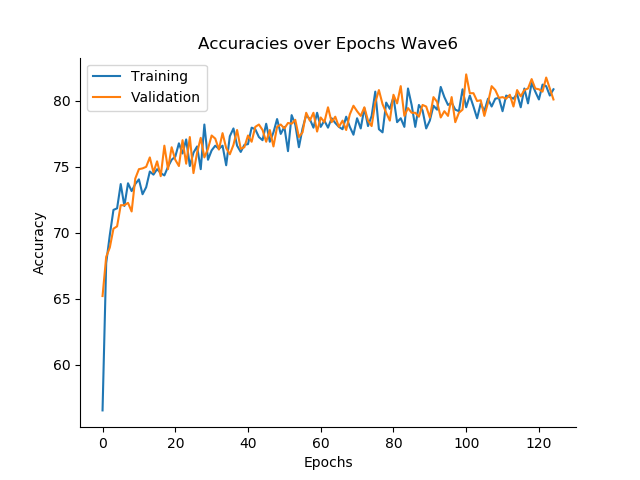 Accuracies over Epochs Wave6
Training
Validation
80
75
70
65
60
Accuracy
0 20 40 60 80 100 120
Epochs